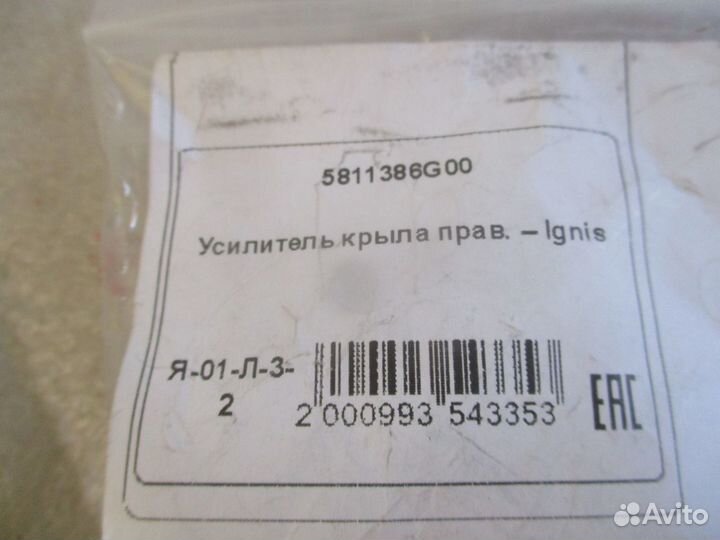 5811386G00
Усилитель крыла прав. – Ignis
Я-01-Л-3-
2
2 000993 543353
EAC
Avito